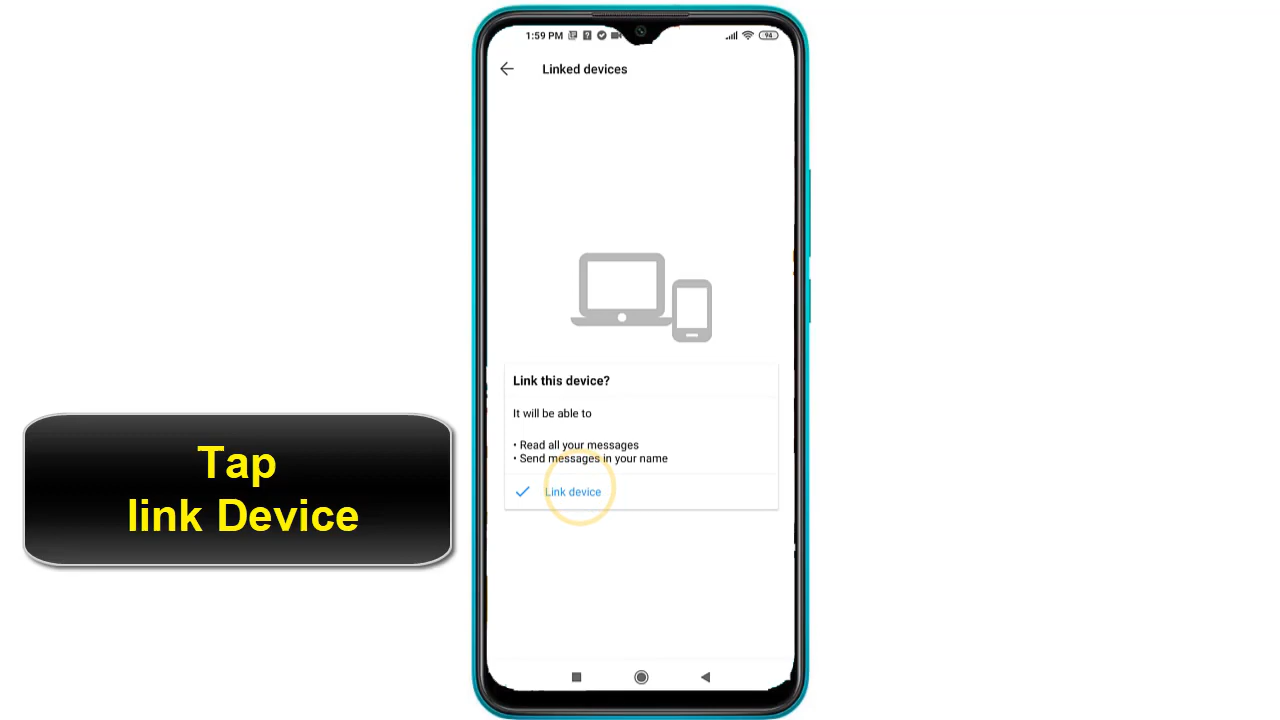 1:59 PM
94
Linked devices
Link this device?
It will be able to
• Read all your messages
• Send messages in your name
Link device
Tap
link Device